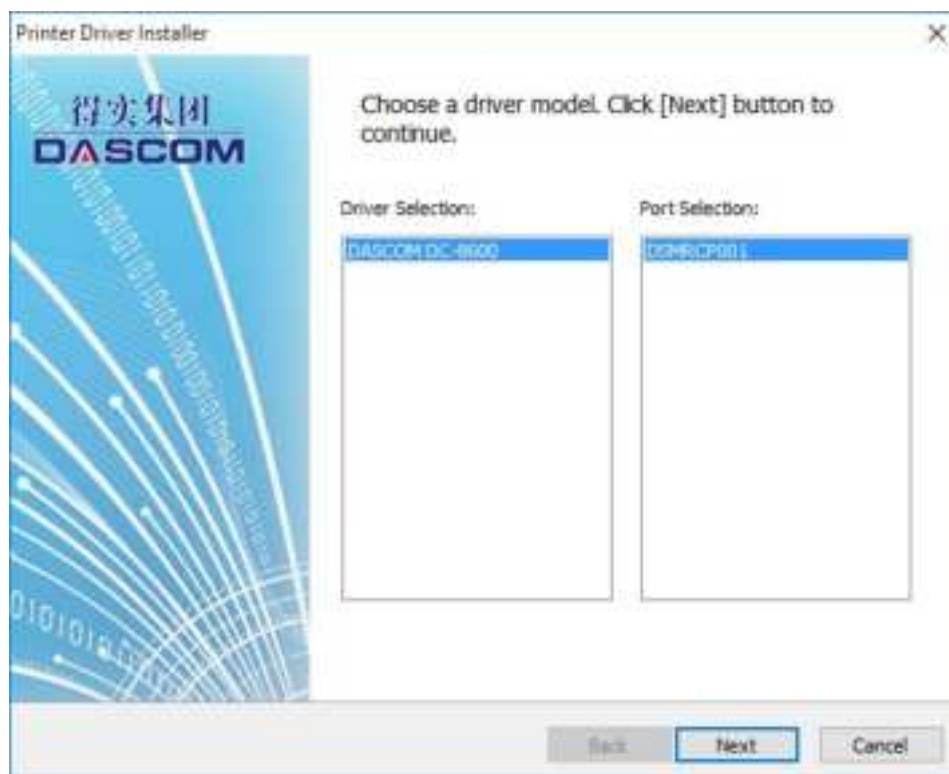 Printer Driver Installer
得实集团
DASCOM
Choose a driver model. Click [Next] button to
continue.
Driver Selection:
Port Selection:
DASCOM DC-8600
DSMRCP001
Back
Next
Cancel